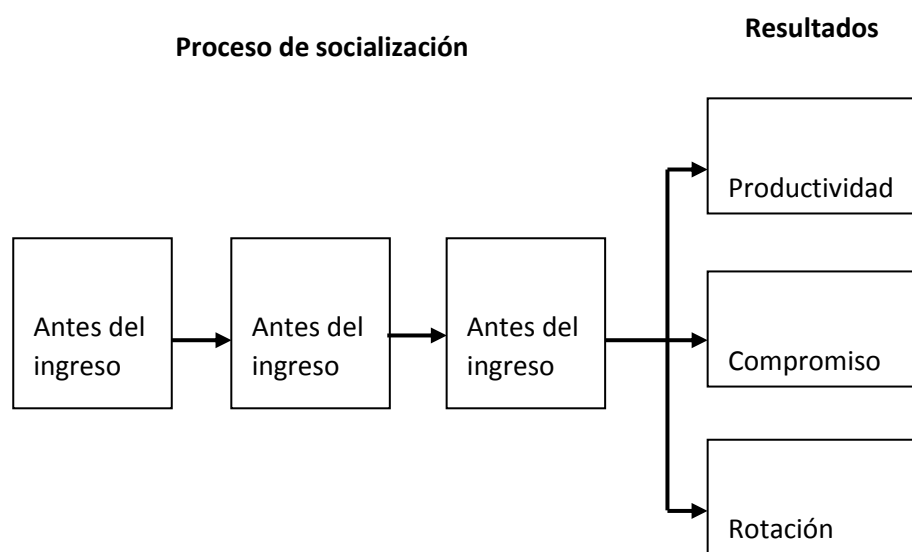 Proceso de socialización
Resultados
Antes del
ingreso
Antes del
ingreso
Antes del
ingreso
Productividad
Compromiso
Rotación